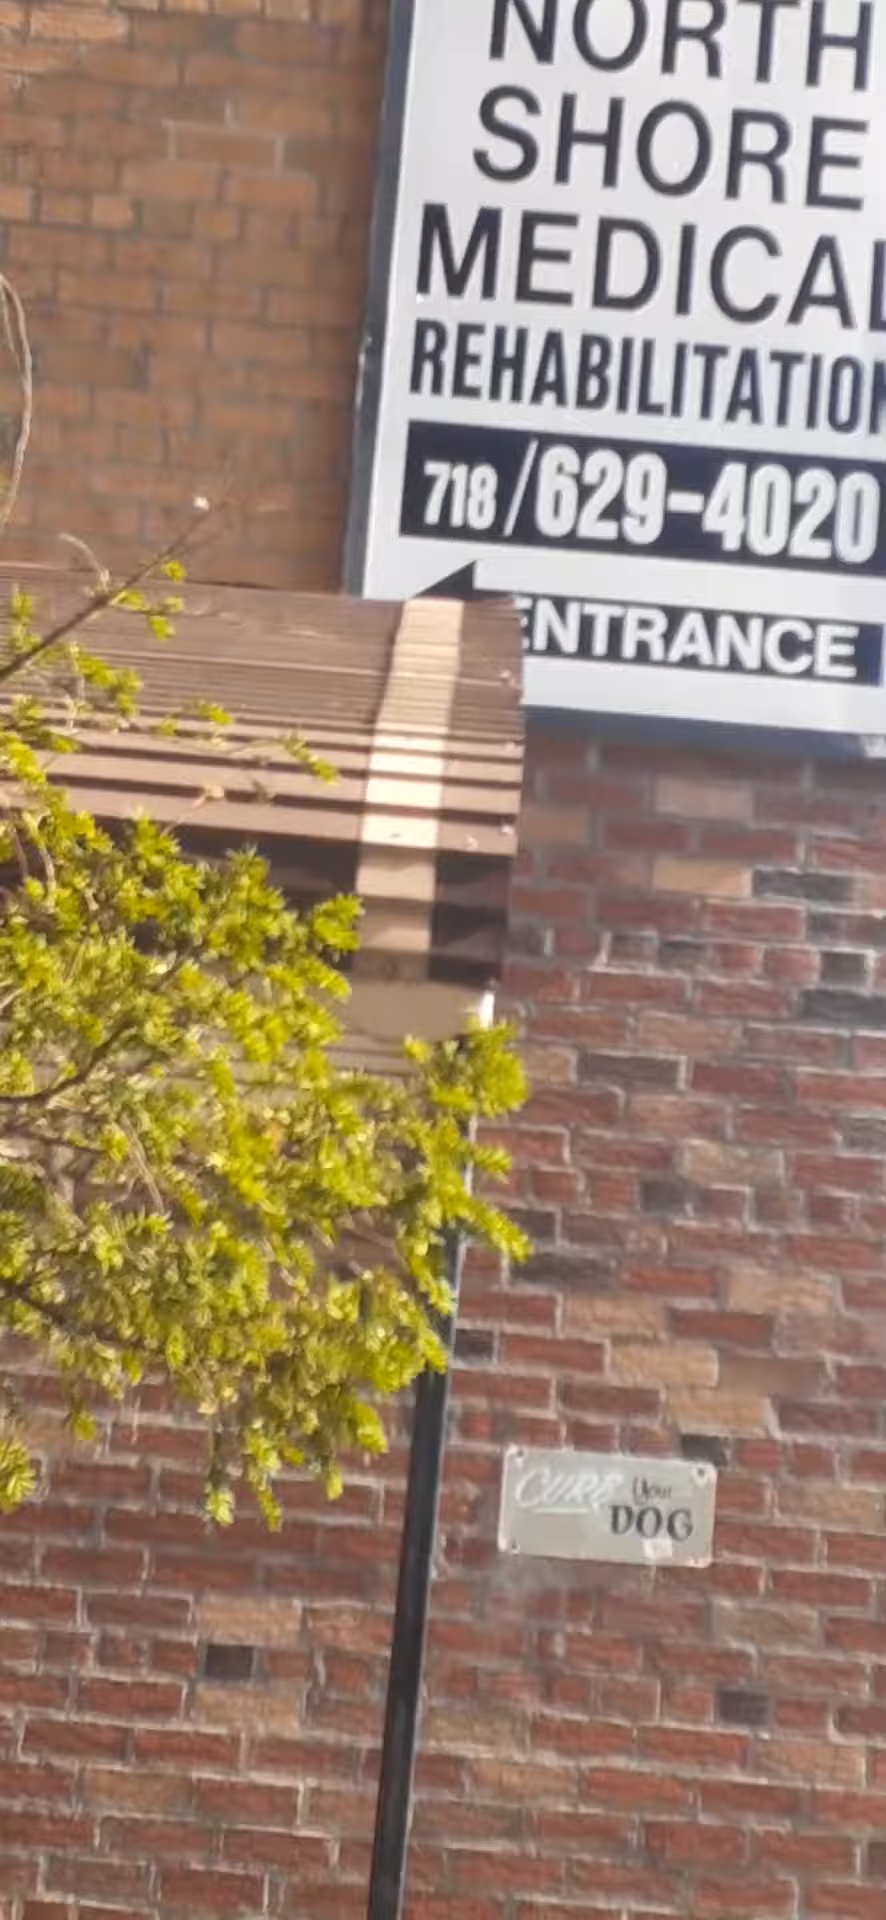 NORTH
SHORE
MEDICAL
REHABILITATION
718/629-4020
ENTRANCE
CURB Your
DOG